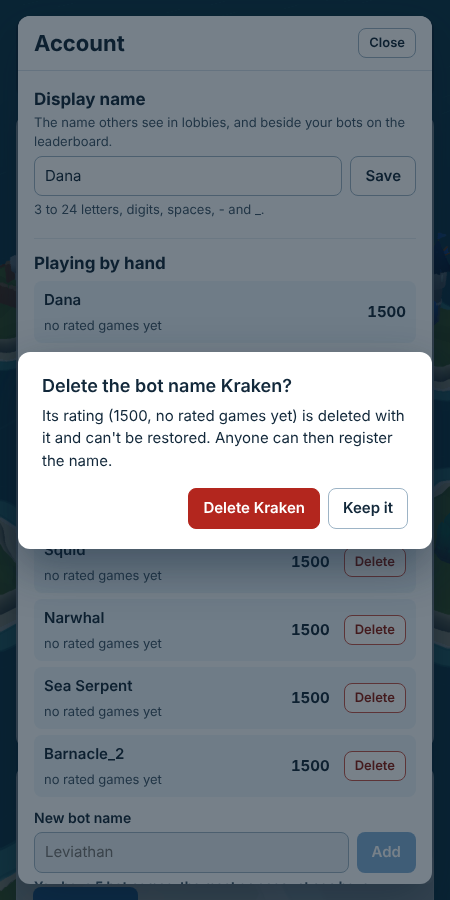 Account
Close
Display name
The name others see in lobbies, and beside your bots on the
leaderboard.
Dana
Save
3 to 24 letters, digits, spaces, - and _.
Playing by hand
Dana
no rated games yet
1500
Delete the bot name Kraken?
Its rating (1500, no rated games yet) is deleted with
it and can't be restored. Anyone can then register
the name.
Delete Kraken
Keep it
Squid
no rated games yet
1500
Delete
Narwhal
no rated games yet
1500
Delete
Sea Serpent
no rated games yet
1500
Delete
Barnacle_2
no rated games yet
1500
Delete
New bot name
Leviathan
Add